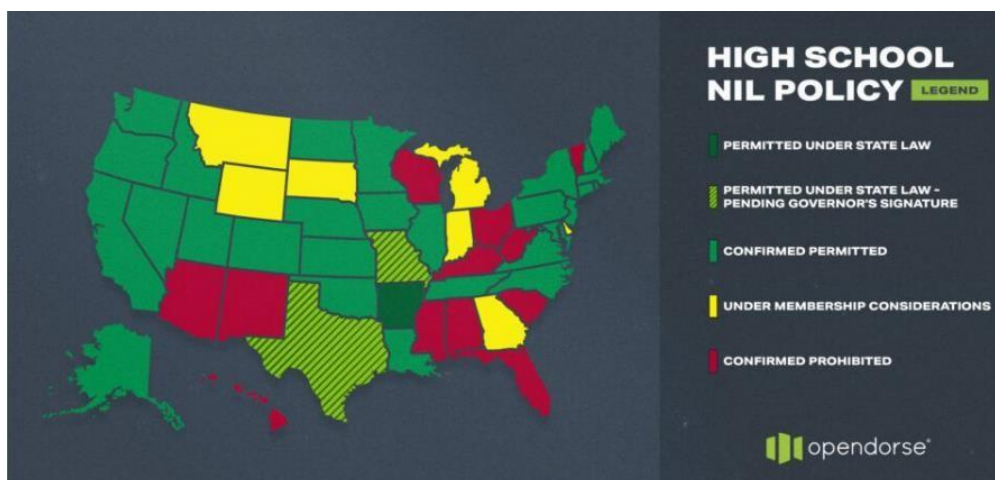 HIGH SCHOOL
NIL POLICY LEGEND
PERMITTED UNDER STATE LAW
PERMITTED UNDER STATE LAW -
PENDING GOVERNOR'S SIGNATURE
CONFIRMED PERMITTED
UNDER MEMBERSHIP CONSIDERATIONS
CONFIRMED PROHIBITED
opendorse®